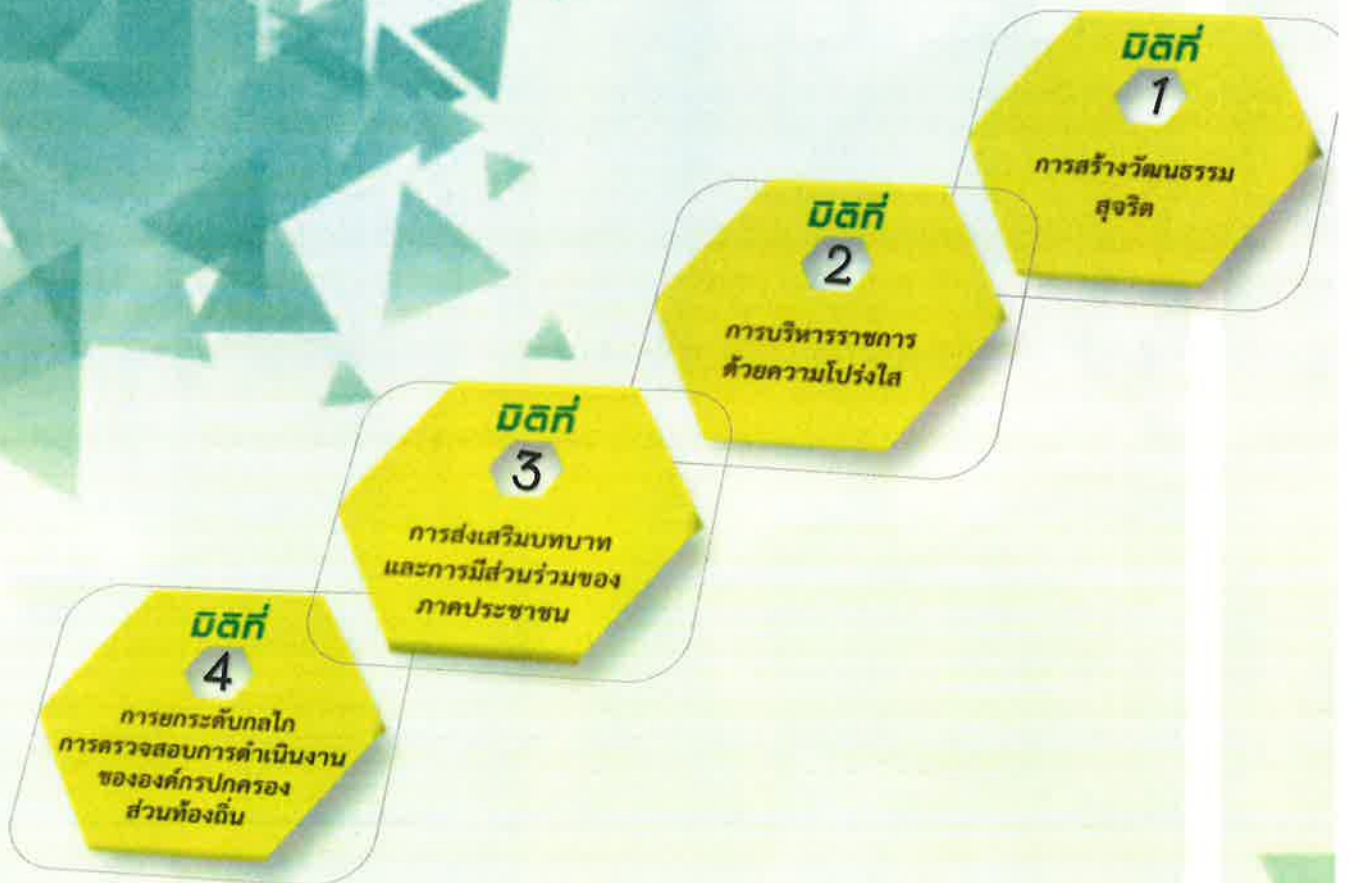 มิติที่
1
การสร้างวัฒนธรรม
สุจริต
มิติที่
2
การบริหารราชการ
ด้วยความโปร่งใส
มิติที่
3
การส่งเสริมบทบาท
และการมีส่วนร่วมของ
ภาคประชาชน
มิติที่
4
การยกระดับกลไก
การตรวจสอบการดำเนินงาน
ขององค์กรปกครอง
ส่วนท้องถิ่น